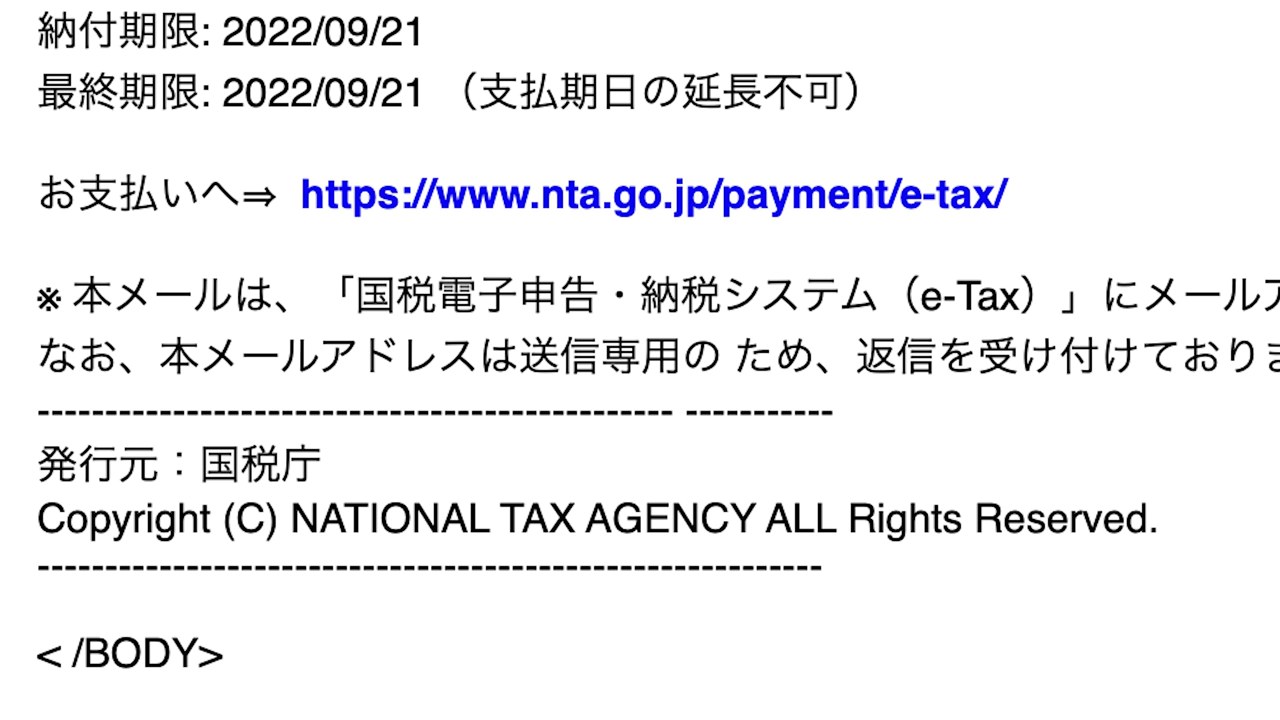 納付期限: 2022/09/21
最終期限: 2022/09/21 （支払期日の延長不可）
お支払いへ⇒ https://www.nta.go.jp/payment/e-tax/
※ 本メールは、「国税電子申告・納税システム（e-Tax）」にメールア
なお、本メールアドレスは送信専用の ため、返信を受け付けておりま
----------------------------------------------- -----------
発行元：国税庁
Copyright (C) NATIONAL TAX AGENCY ALL Rights Reserved.
----------------------------------------------------------
< /BODY>